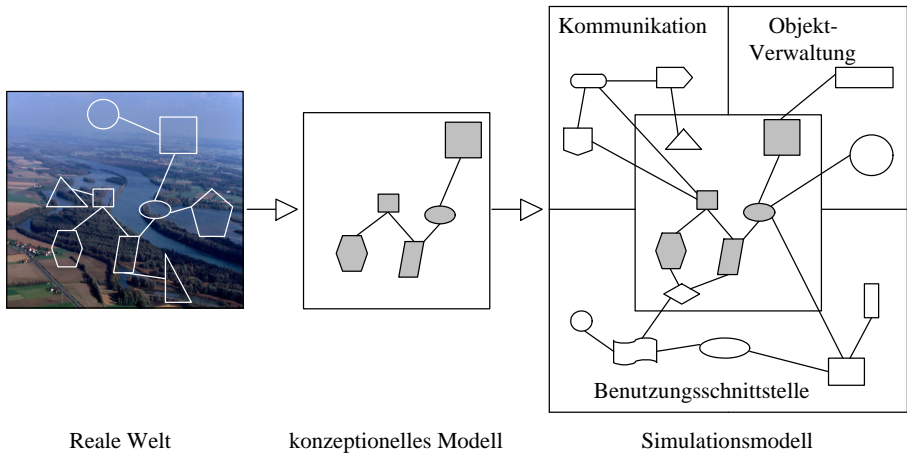 Kommunikation
Objekt-
Verwaltung
Benutzungsschnittstelle
Reale Welt
konzeptionelles Modell
Simulationsmodell